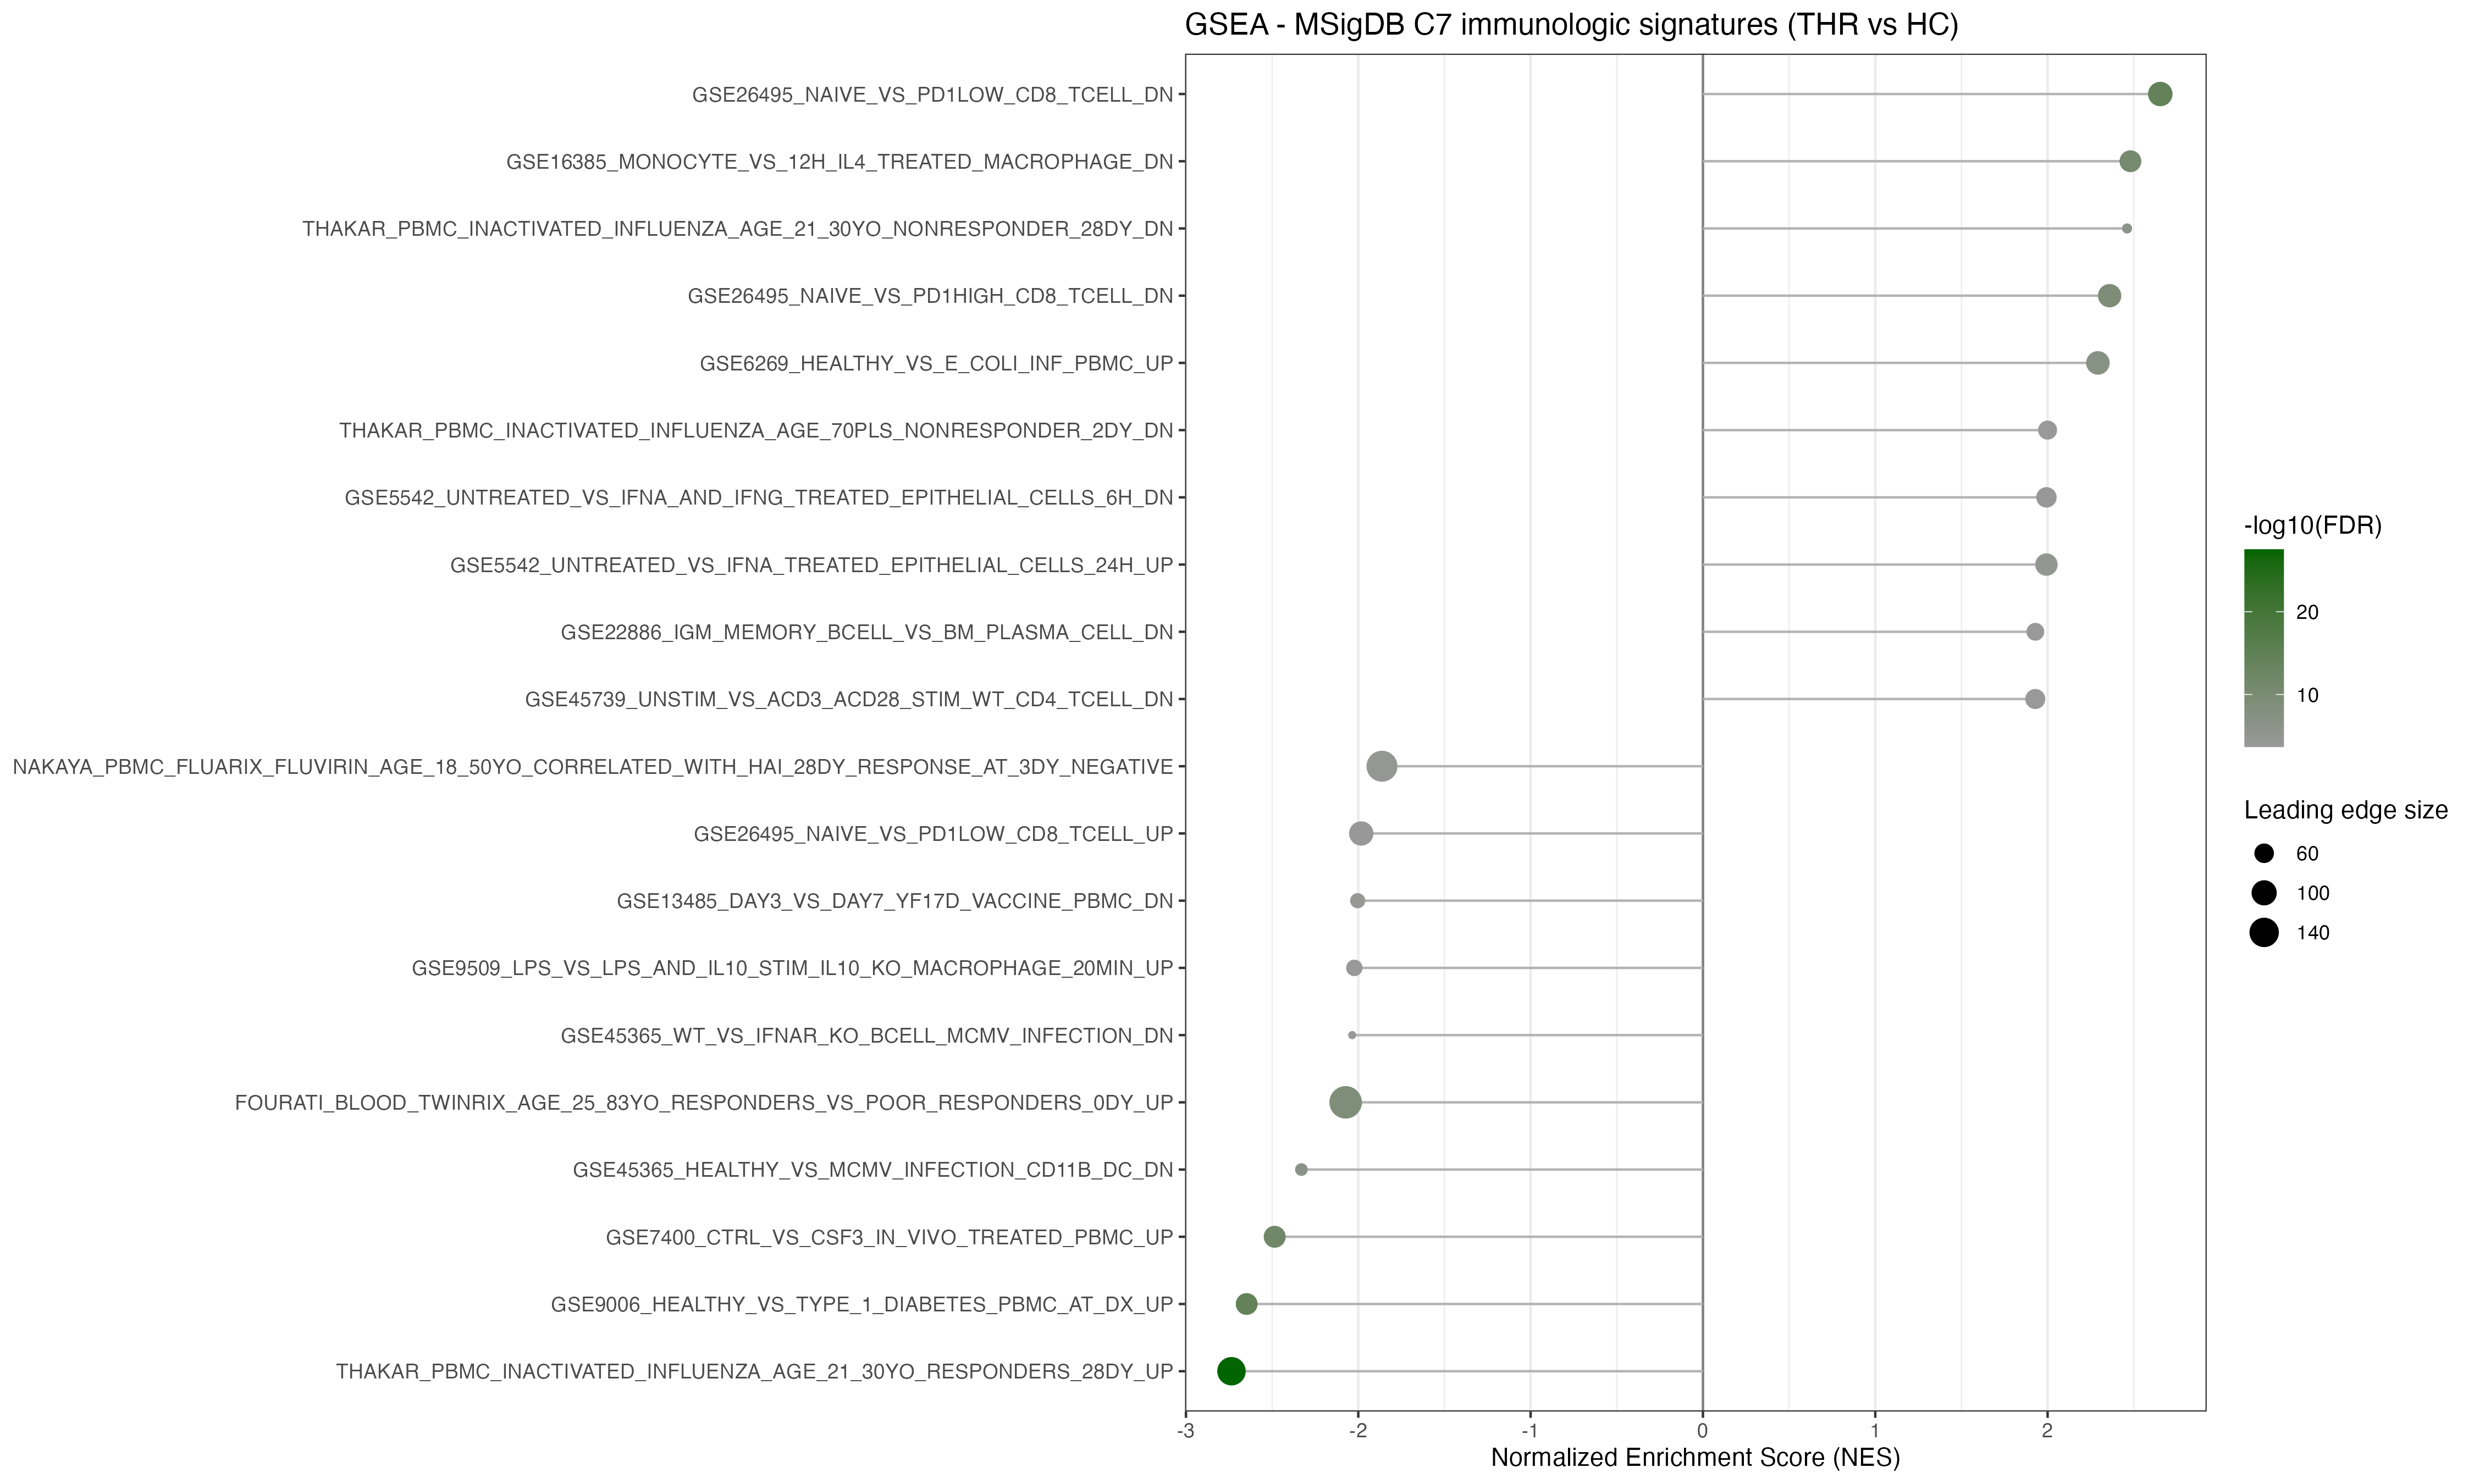 GSEA - MSigDB C7 immunologic signatures (THR vs HC)
GSE26495_NAIVE_VS_PD1LOW_CD8_TCELL_DN
GSE16385_MONOCYTE_VS_12H_IL4_TREATED_MACROPHAGE_DN
THAKAR_PBMC_INACTIVATED_INFLUENZA_AGE_21_30YO_NONRESPONDER_28DY_DN
GSE26495_NAIVE_VS_PD1HIGH_CD8_TCELL_DN
GSE6269_HEALTHY_VS_E_COLI_INF_PBMC_UP
THAKAR_PBMC_INACTIVATED_INFLUENZA_AGE_70PLS_NONRESPONDER_2DY_DN
GSE5542_UNTREATED_VS_IFNA_AND_IFNG_TREATED_EPITHELIAL_CELLS_6H_DN
GSE5542_UNTREATED_VS_IFNA_TREATED_EPITHELIAL_CELLS_24H_UP
GSE22886_IGM_MEMORY_BCELL_VS_BM_PLASMA_CELL_DN
GSE45739_UNSTIM_VS_ACD3_ACD28_STIM_WT_CD4_TCELL_DN
NAKAYA_PBMC_FLUARIX_FLUVIRIN_AGE_18_50YO_CORRELATED_WITH_HAI_28DY_RESPONSE_AT_3DY_NEGATIVE
GSE26495_NAIVE_VS_PD1LOW_CD8_TCELL_UP
GSE13485_DAY3_VS_DAY7_YF17D_VACCINE_PBMC_DN
GSE9509_LPS_VS_LPS_AND_IL10_STIM_IL10_KO_MACROPHAGE_20MIN_UP
GSE45365_WT_VS_IFNAR_KO_BCELL_MCMV_INFECTION_DN
FOURATI_BLOOD_TWINRIX_AGE_25_83YO_RESPONDERS_VS_POOR_RESPONDERS_0DY_UP
GSE45365_HEALTHY_VS_MCMV_INFECTION_CD11B_DC_DN
GSE7400_CTRL_VS_CSF3_IN_VIVO_TREATED_PBMC_UP
GSE9006_HEALTHY_VS_TYPE_1_DIABETES_PBMC_AT_DX_UP
THAKAR_PBMC_INACTIVATED_INFLUENZA_AGE_21_30YO_RESPONDERS_28DY_UP
-3 -2 -1 0 1 2
Normalized Enrichment Score (NES)
-log10(FDR)
20
10
Leading edge size
60
100
140